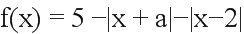 f(x) = 5 –|x + a|–|x–2|